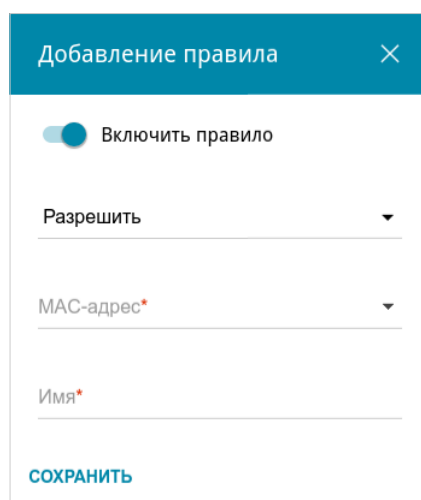 Добавление правила
Включить правило
Разрешить
MAC-адрес*
Имя*
СОХРАНИТЬ